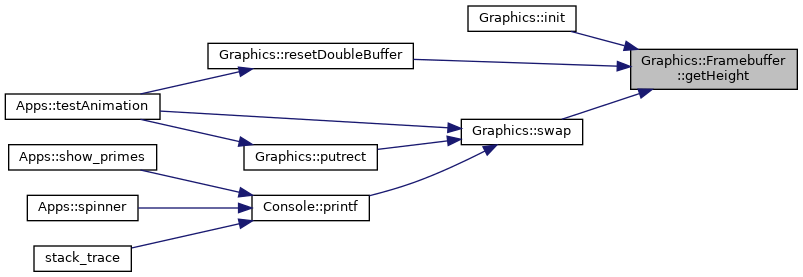 Graphics::init
Graphics::resetDoubleBuffer
Graphics::Framebuffer
::getHeight
Apps::testAnimation
Graphics::swap
Graphics::putrect
Apps::show_primes
Apps::spinner
Console::printf
stack_trace